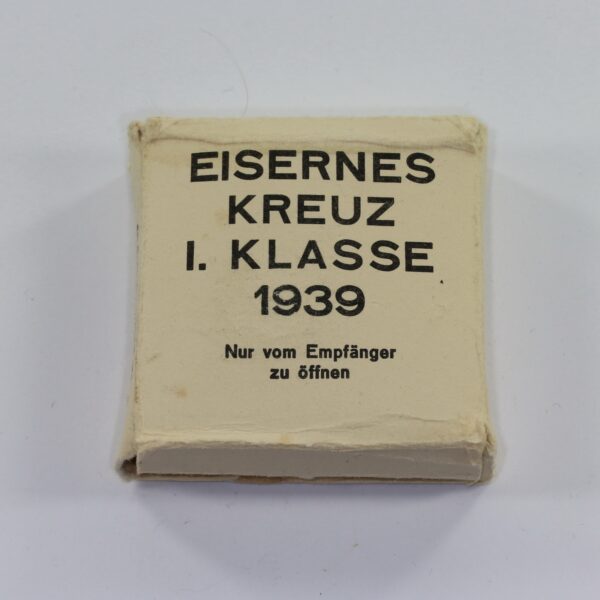 EISERNES
KREUZ
I. KLASSE
1939
Nur vom Empfänger
zu öffnen